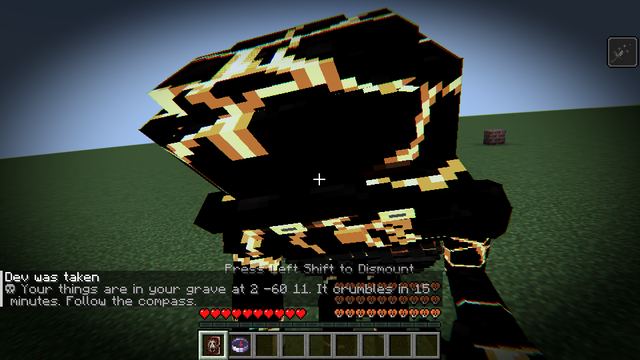 Press Left Shift to Dismount
Dev was taken
Your things are in your grave at 2 -60 11. It crumbles in 15
minutes. Follow the compass.